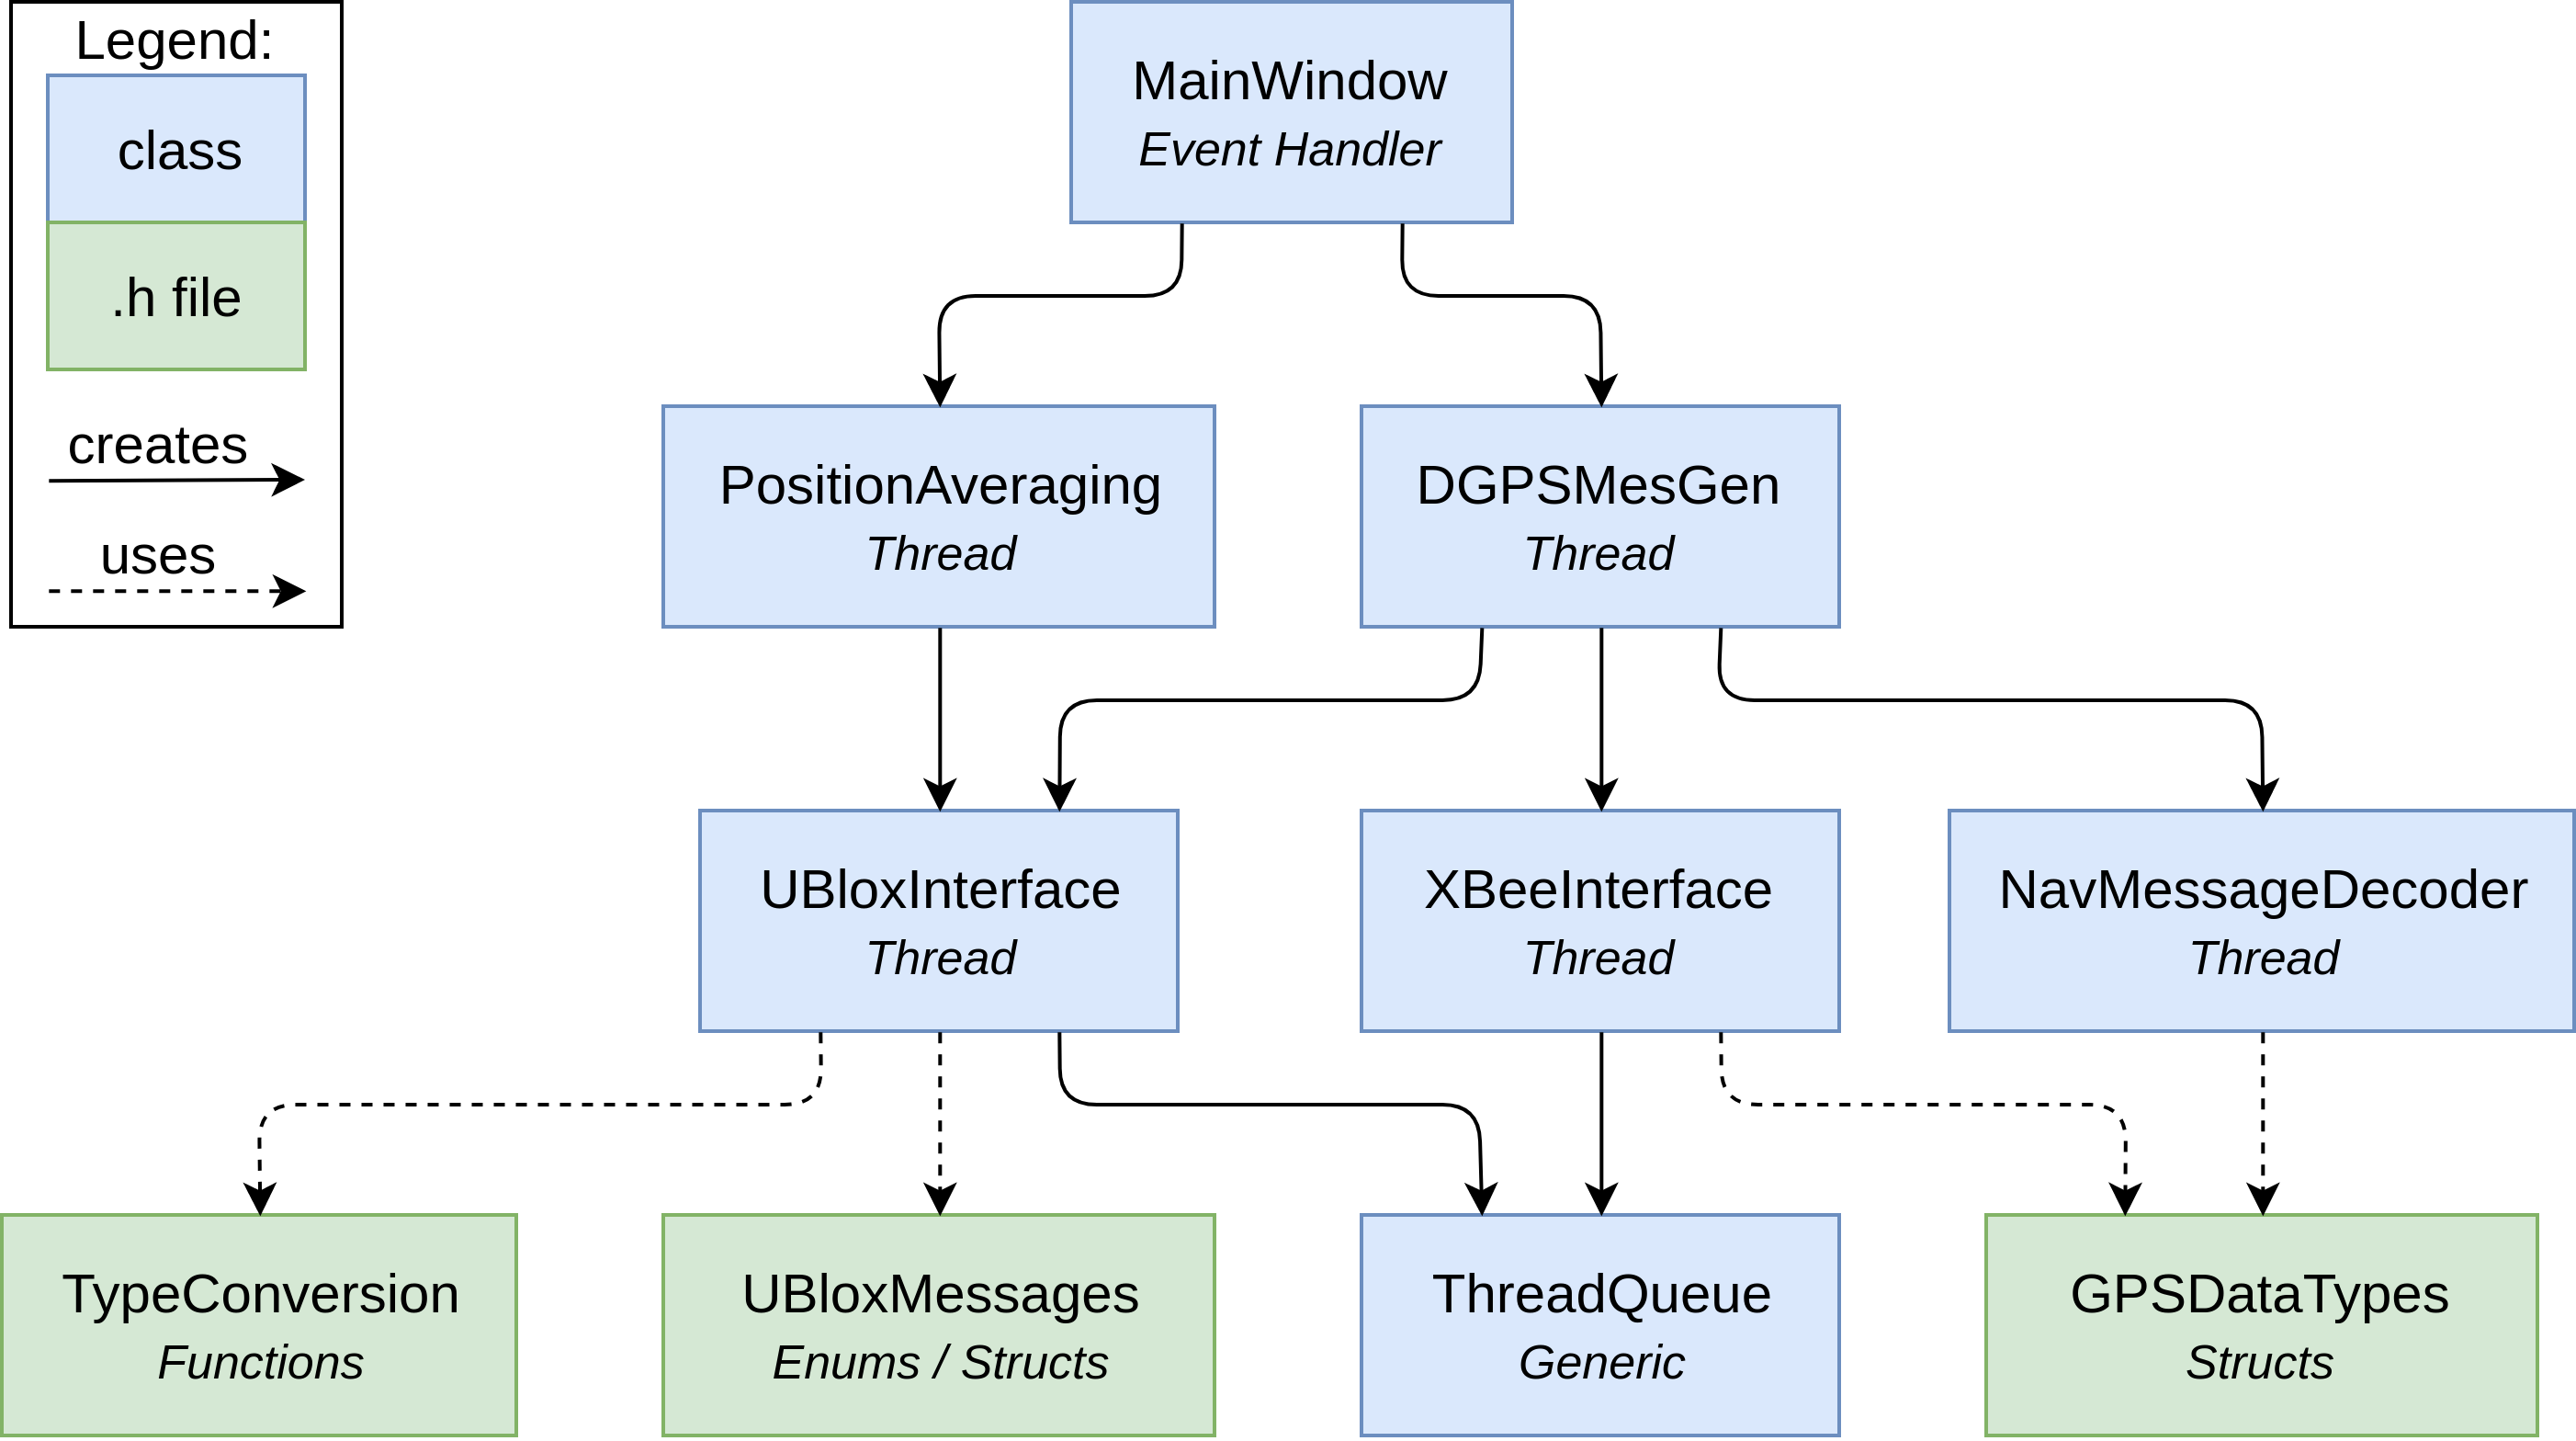 Legend:
class
.h file
creates
uses
MainWindow
Event Handler
PositionAveraging
Thread
DGPSMesGen
Thread
UBloxInterface
Thread
XBeeInterface
Thread
NavMessageDecoder
Thread
TypeConversion
Functions
UBloxMessages
Enums / Structs
ThreadQueue
Generic
GPSDataTypes
Structs